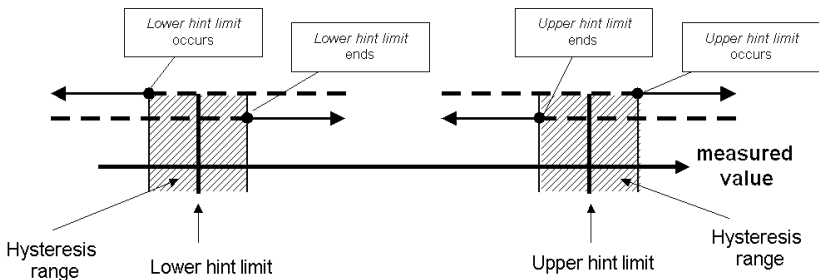 Lower hint limit
occurs
Lower hint limit
ends
Upper hint limit
ends
Upper hint limit
occurs
measured
value
Hysteresis
range
Lower hint limit
Upper hint limit
Hysteresis
range